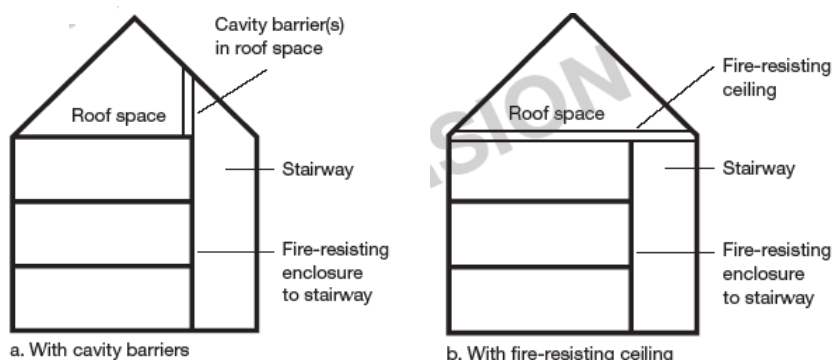 Cavity barrier(s)
in roof space
Roof space
Stairway
Fire-resisting
enclosure
to stairway
a. With cavity barriers
SION
Fire-resisting
ceiling
Roof space
Stairway
Fire-resisting
enclosure
to stairway
b. With fire-resisting ceiling